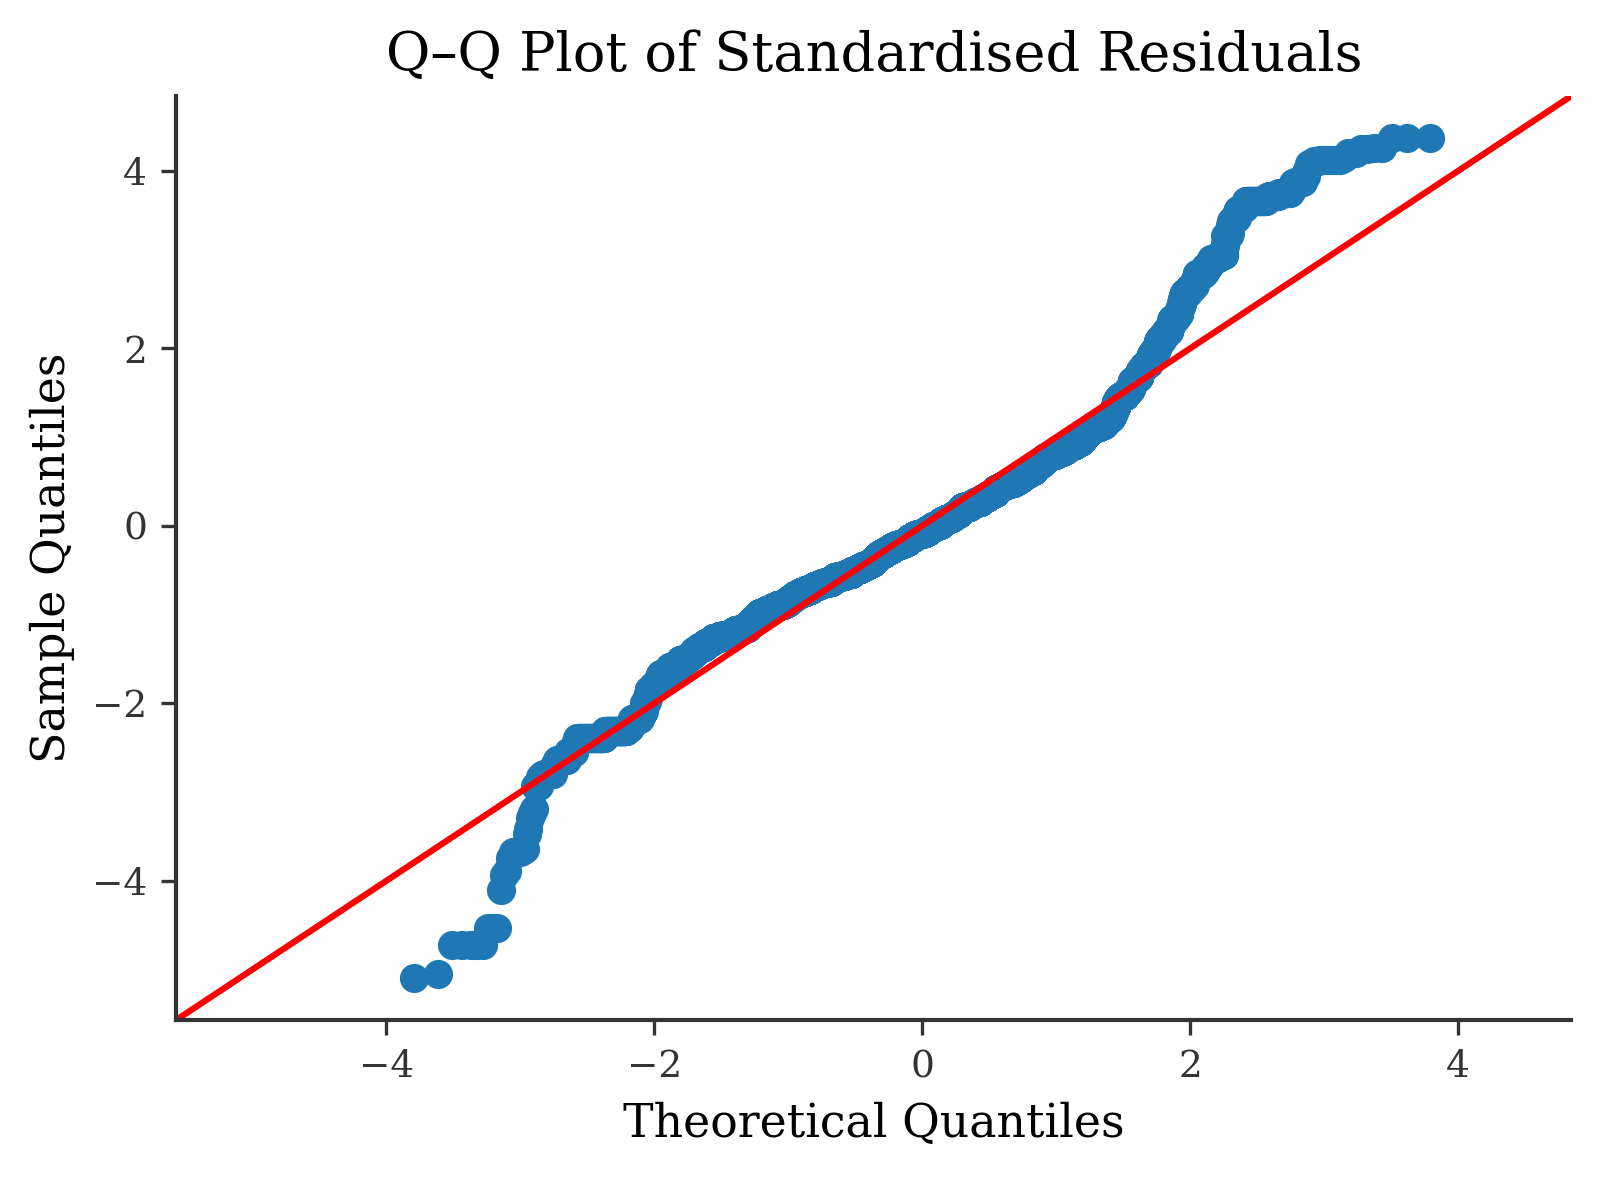 Q–Q Plot of Standardised Residuals
4
2
0
−2
−4
Sample Quantiles
−4 −2 0 2 4
Theoretical Quantiles